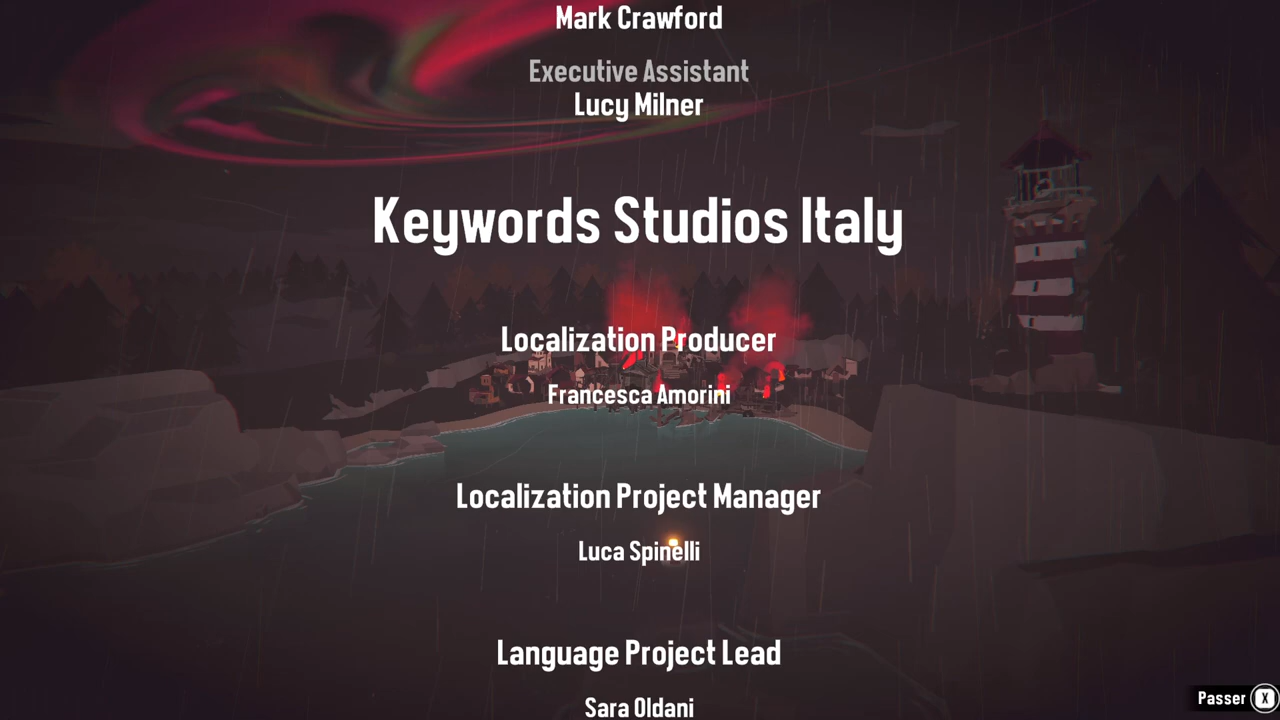 Mark Crawford
Executive Assistant
Lucy Milner
Keywords Studios Italy
Localization Producer
Francesca Amorini
Localization Project Manager
Luca Spinelli
Language Project Lead
Sara Oldani
Passer X